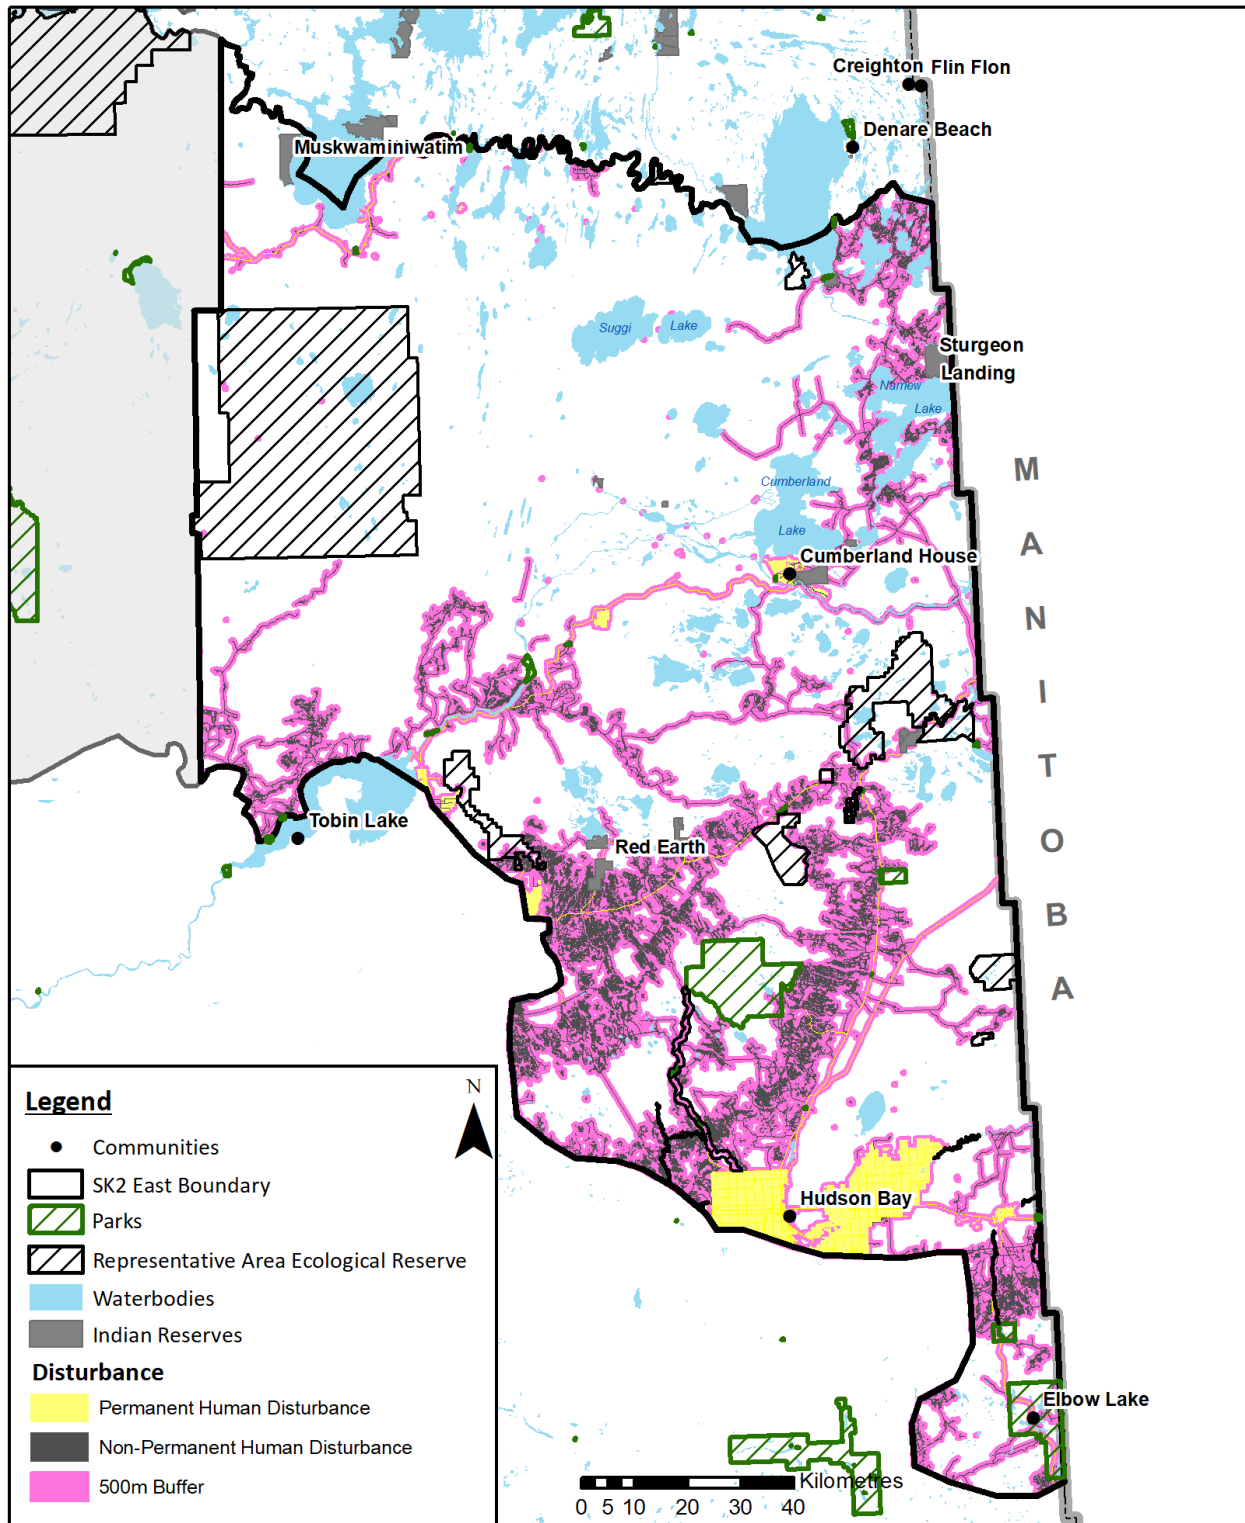 Creighton Flin Flon
Denare Beach
Muskwaminiwatim
Suggi Lake
Sturgeon
Landing
Namew
Lake
Cumberland
Lake
Cumberland House
M
A
N
I
T
O
B
A
Tobin Lake
Red Earth
Hudson Bay
Elbow Lake
N
Legend
Communities
SK2 East Boundary
Parks
Representative Area Ecological Reserve
Waterbodies
Indian Reserves
Disturbance
Permanent Human Disturbance
Non-Permanent Human Disturbance
500m Buffer
Kilometres
0 5 10 20 30 40